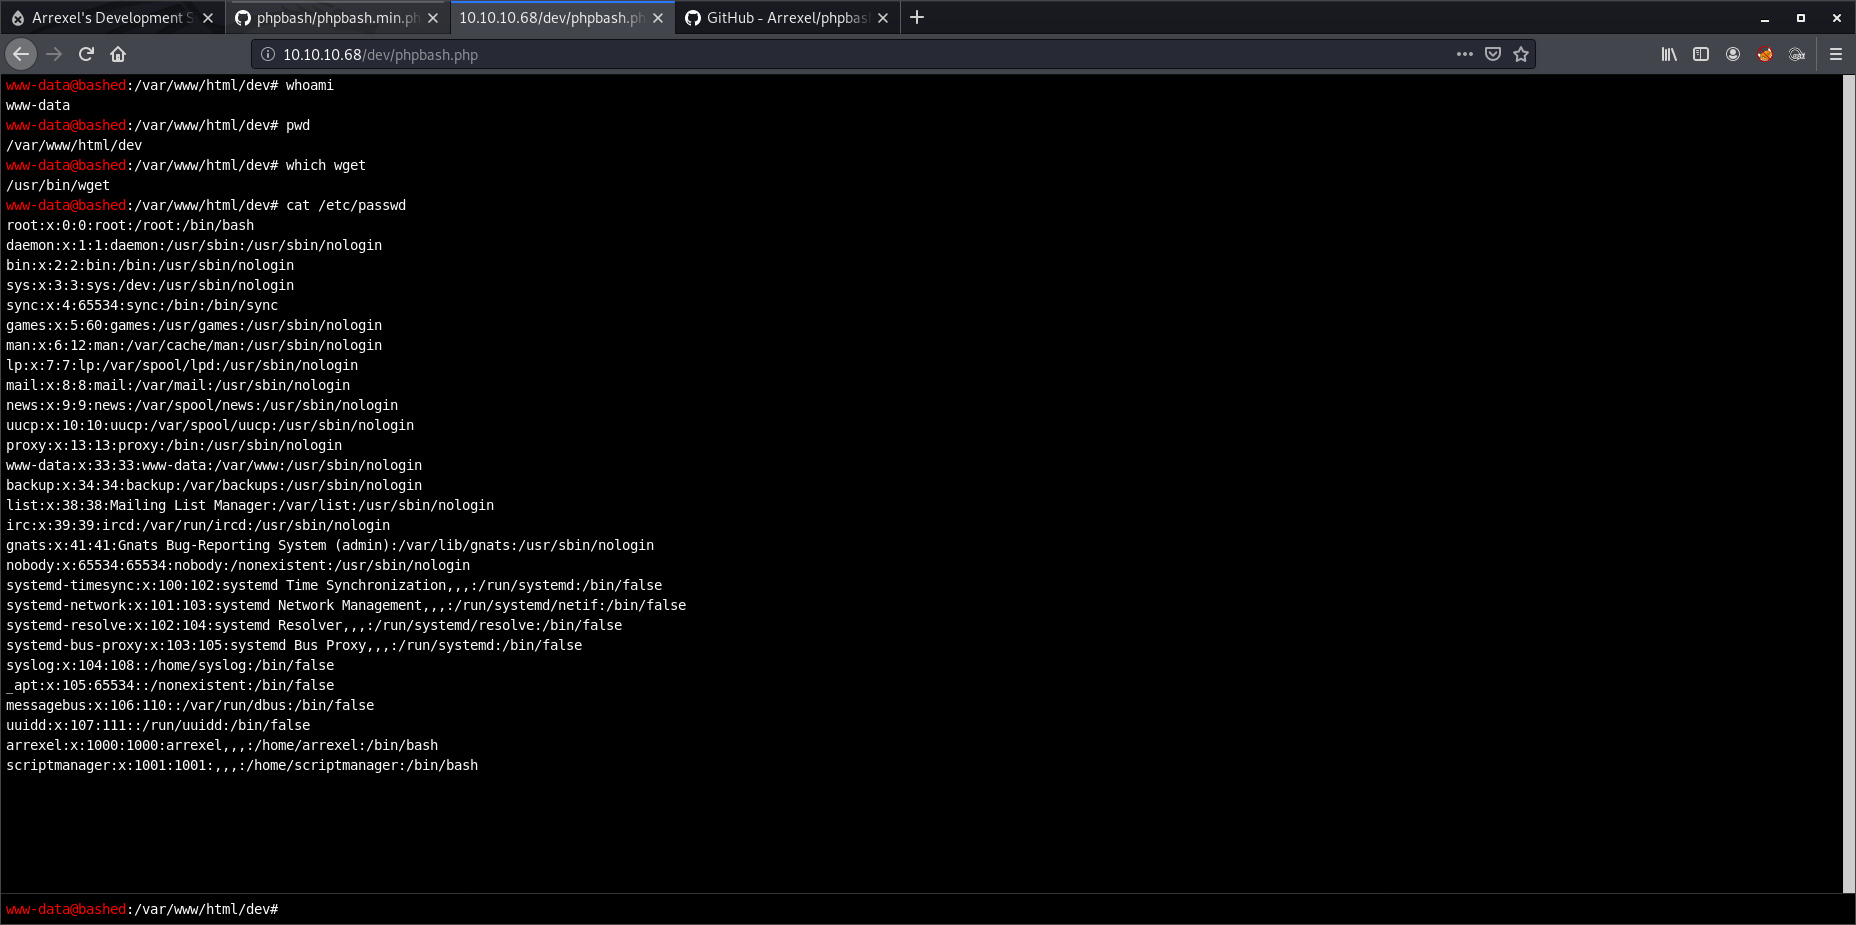 Arrexel's Development S
phpbash/phpbash.min.ph
10.10.10.68/dev/phpbash.ph
GitHub - Arrexel/phpbas
10.10.10.68/dev/phpbash.php
www-data@bashed:/var/www/html/dev# whoami
www-data
www-data@bashed:/var/www/html/dev# pwd
/var/www/html/dev
www-data@bashed:/var/www/html/dev# which wget
/usr/bin/wget
www-data@bashed:/var/www/html/dev# cat /etc/passwd
root:x:0:0:root:/root:/bin/bash
daemon:x:1:1:daemon:/usr/sbin:/usr/sbin/nologin
bin:x:2:2:bin:/bin:/usr/sbin/nologin
sys:x:3:3:sys:/dev:/usr/sbin/nologin
sync:x:4:65534:sync:/bin:/bin/sync
games:x:5:60:games:/usr/games:/usr/sbin/nologin
man:x:6:12:man:/var/cache/man:/usr/sbin/nologin
lp:x:7:7:lp:/var/spool/lpd:/usr/sbin/nologin
mail:x:8:8:mail:/var/mail:/usr/sbin/nologin
news:x:9:9:news:/var/spool/news:/usr/sbin/nologin
uucp:x:10:10:uucp:/var/spool/uucp:/usr/sbin/nologin
proxy:x:13:13:proxy:/bin:/usr/sbin/nologin
www-data:x:33:33:www-data:/var/www:/usr/sbin/nologin
backup:x:34:34:backup:/var/backups:/usr/sbin/nologin
list:x:38:38:Mailing List Manager:/var/list:/usr/sbin/nologin
irc:x:39:39:ircd:/var/run/ircd:/usr/sbin/nologin
gnats:x:41:41:Gnats Bug-Reporting System (admin):/var/lib/gnats:/usr/sbin/nologin
nobody:x:65534:65534:nobody:/nonexistent:/usr/sbin/nologin
systemd-timesync:x:100:102:systemd Time Synchronization,,,:/run/systemd:/bin/false
systemd-network:x:101:103:systemd Network Management,,,:/run/systemd/netif:/bin/false
systemd-resolve:x:102:104:systemd Resolver,,,:/run/systemd/resolve:/bin/false
systemd-bus-proxy:x:103:105:systemd Bus Proxy,,,:/run/systemd:/bin/false
syslog:x:104:108::/home/syslog:/bin/false
_apt:x:105:65534::/nonexistent:/bin/false
messagebus:x:106:110::/var/run/dbus:/bin/false
uuidd:x:107:111::/run/uuidd:/bin/false
arrexel:x:1000:1000:arrexel,,,:/home/arrexel:/bin/bash
scriptmanager:x:1001:1001:,,,:/home/scriptmanager:/bin/bash
www-data@bashed:/var/www/html/dev#